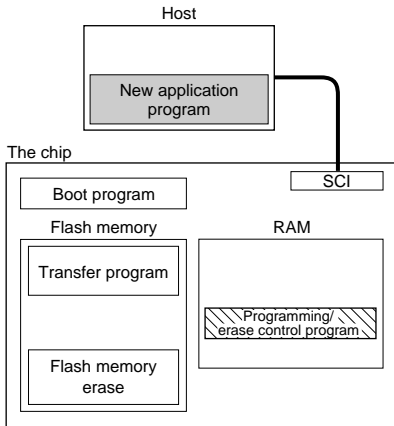 Host
New application
program
The chip
SCI
Boot program
Flash memory
RAM
Transfer program
Programming/
erase control program
Flash memory
erase